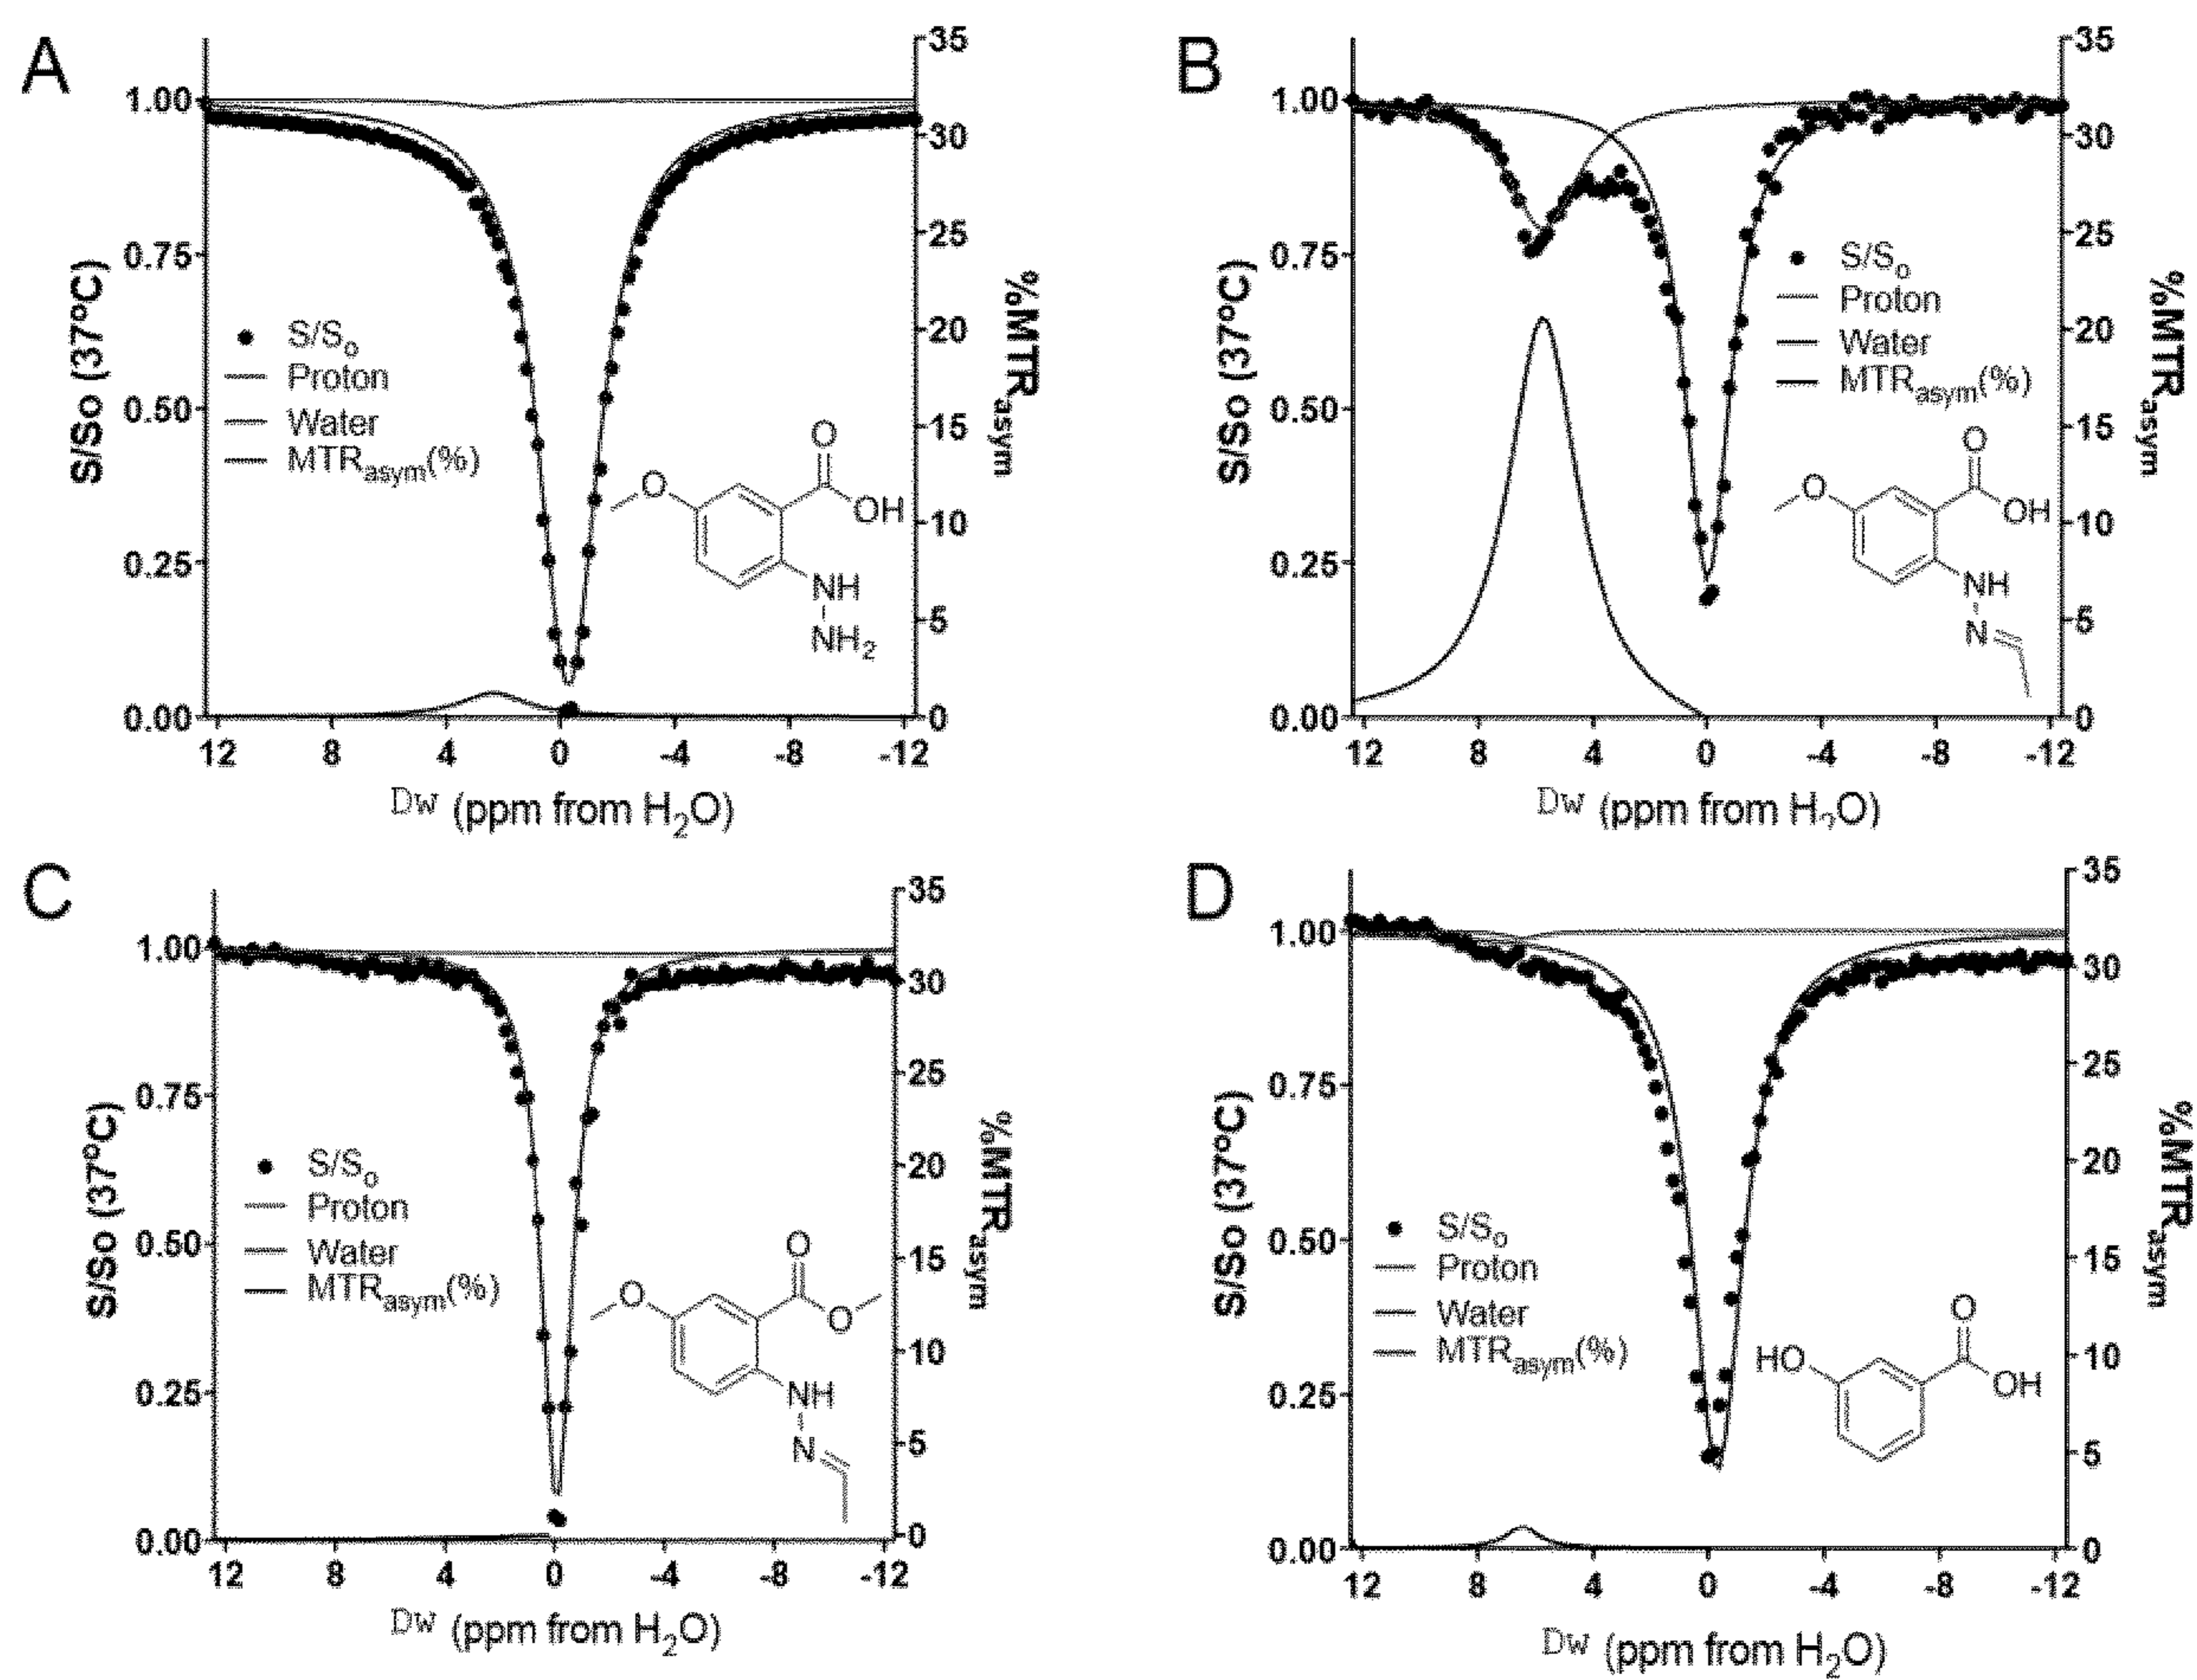 A
S/So (37ºC)
1.00
0.75
0.50
0.25
0.00
35
30
25
20
15
10
5
0
%MTRasym
S/So
Proton
Water
MTRasym(%)
O
O
OH
NH
NH2
12 8 4 0 -4 -8 -12
Dw (ppm from H2O)
B
S/So (37ºC)
1.00
0.75
0.50
0.25
0.00
35
30
25
20
15
10
5
0
%MTRasym
S/So
Proton
Water
MTRasym(%)
O
O
OH
NH
N
12 8 4 0 -4 -8 -12
Dw (ppm from H2O)
C
S/So (37ºC)
1.00
0.75
0.50
0.25
0.00
35
30
25
20
15
10
5
0
%MTRasym
S/So
Proton
Water
MTRasym(%)
O
O
O
NH
N
12 8 4 0 -4 -8 -12
Dw (ppm from H2O)
D
S/So (37ºC)
1.00
0.75
0.50
0.25
0.00
35
30
25
20
15
10
5
0
%MTRasym
S/So
Proton
Water
MTRasym(%)
O
HO
OH
12 8 4 0 -4 -8 -12
Dw (ppm from H2O)